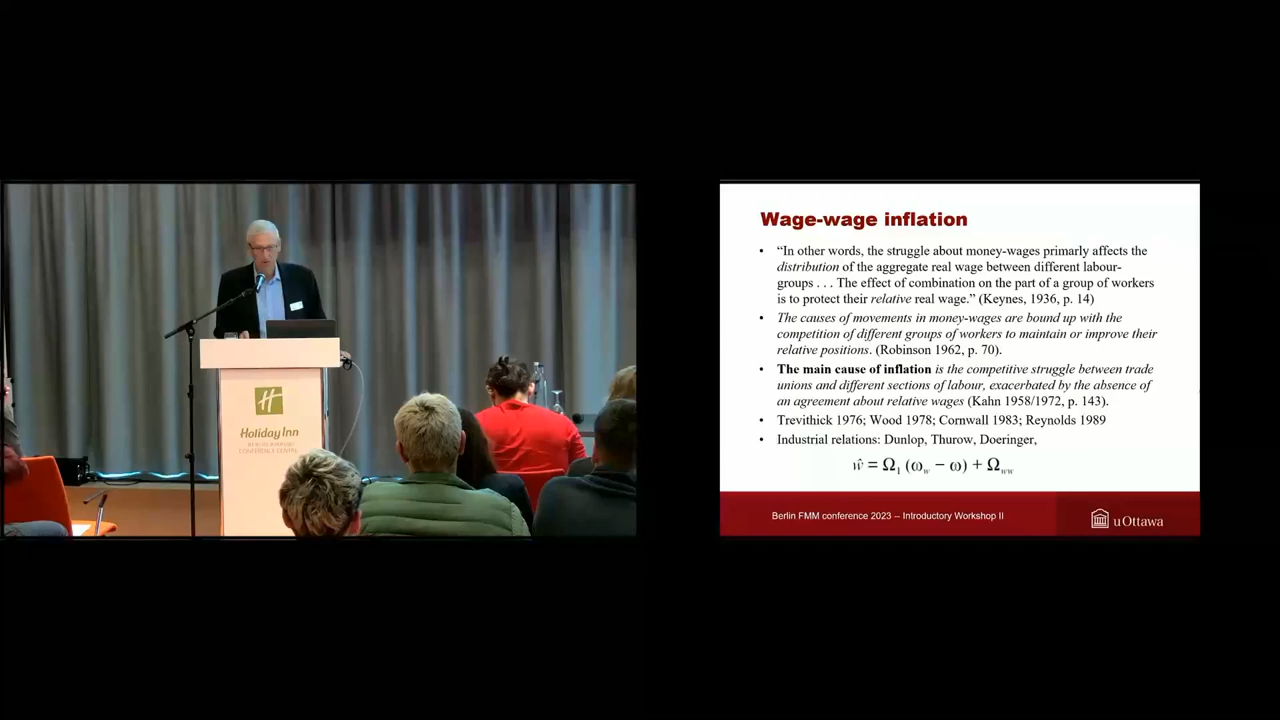 Holiday Inn
CONFERENCE CENTRE
Wage-wage inflation
• “In other words, the struggle about money-wages primarily affects the
distribution of the aggregate real wage between different labour-
groups . . . The effect of combination on the part of a group of workers
is to protect their relative real wage.” (Keynes, 1936, p. 14)
• The causes of movements in money-wages are bound up with the
competition of different groups of workers to maintain or improve their
relative positions. (Robinson 1962, p. 70).
• The main cause of inflation is the competitive struggle between trade
unions and different sections of labour, exacerbated by the absence of
an agreement about relative wages (Kahn 1958/1972, p. 143).
• Trevithick 1976; Wood 1978; Cornwall 1983; Reynolds 1989
• Industrial relations: Dunlop, Thurow, Doeringer,
ŵ = Ω₁ (ω_w − ω) + Ω_ww
Berlin FMM conference 2023 -- Introductory Workshop II
uOttawa